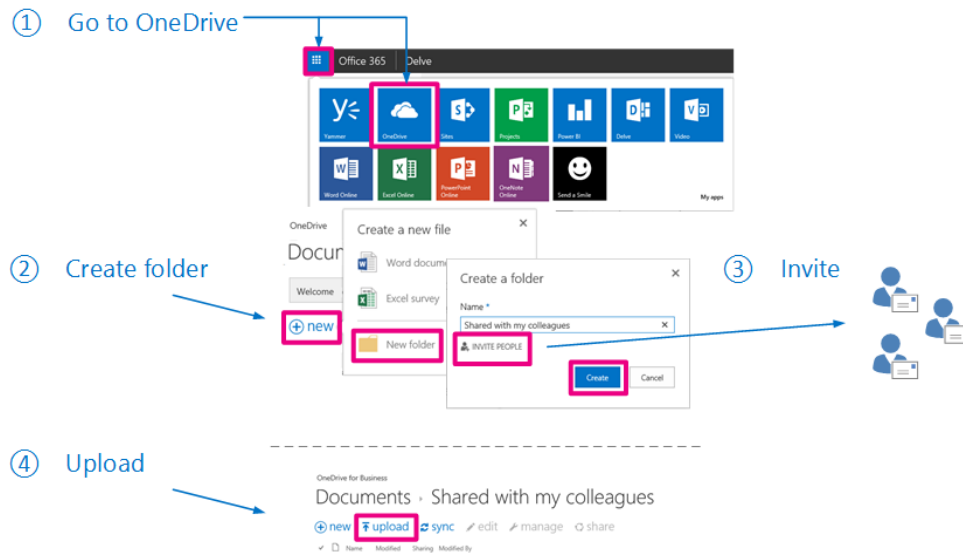 ① Go to OneDrive
Office 365 Delve
Yammer OneDrive Sites Projects Power BI Delve Video
Word Online Excel Online PowerPoint Online OneNote Online Send a Smile My apps
OneDrive
Docum
Welcome
② Create folder
+ new
Create a new file
Word docume
Excel survey
New folder
Create a folder
Name *
Shared with my colleagues
INVITE PEOPLE
Create Cancel
③ Invite
④ Upload
OneDrive for Business
Documents › Shared with my colleagues
+ new upload sync edit manage share
Name Modified Sharing Modified By